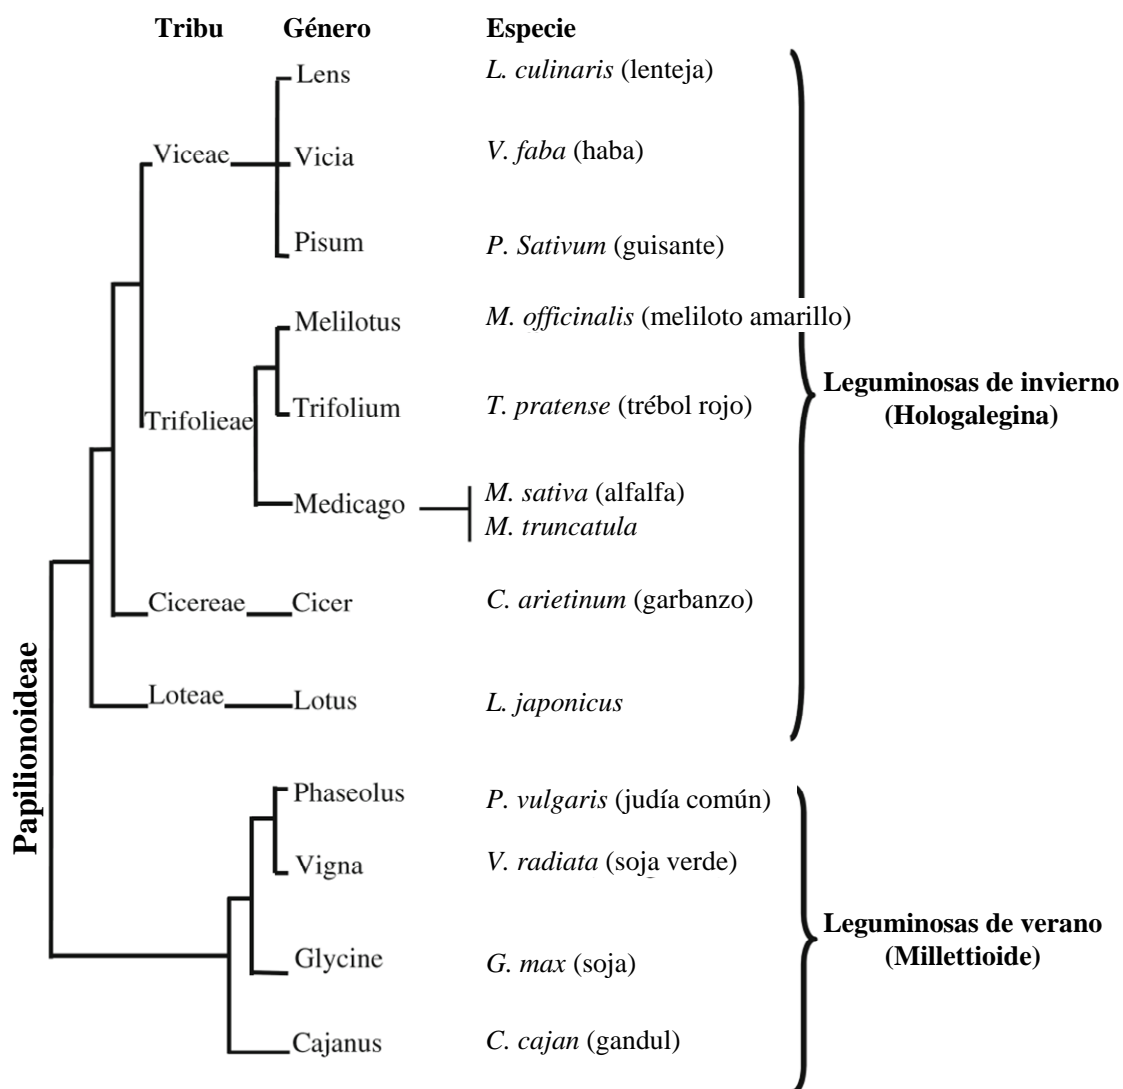 Tribu Género Especie
Lens L. culinaris (lenteja)
Viceae Vicia V. faba (haba)
Pisum P. Sativum (guisante)
Melilotus M. officinalis (meliloto amarillo)
Leguminosas de invierno
(Hologalegina)
Trifolieae Trifolium T. pratense (trébol rojo)
Medicago M. sativa (alfalfa)
M. truncatula
Cicereae Cicer C. arietinum (garbanzo)
Loteae Lotus L. japonicus
Papilionoideae
Phaseolus P. vulgaris (judía común)
Vigna V. radiata (soja verde)
Leguminosas de verano
(Millettioide)
Glycine G. max (soja)
Cajanus C. cajan (gandul)